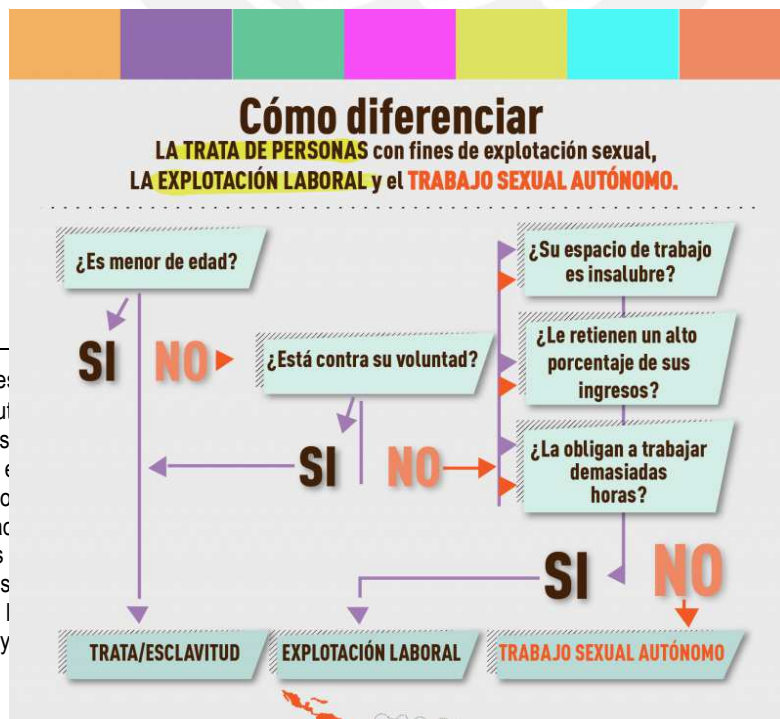 Cómo diferenciar
LA TRATA DE PERSONAS con fines de explotación sexual,
LA EXPLOTACIÓN LABORAL y el TRABAJO SEXUAL AUTÓNOMO.
¿Es menor de edad?
SI
NO
¿Está contra su voluntad?
SI
NO
¿Su espacio de trabajo
es insalubre?
¿Le retienen un alto
porcentaje de sus
ingresos?
¿La obligan a trabajar
demasiadas
horas?
SI
NO
TRATA/ESCLAVITUD
EXPLOTACIÓN LABORAL
TRABAJO SEXUAL AUTÓNOMO